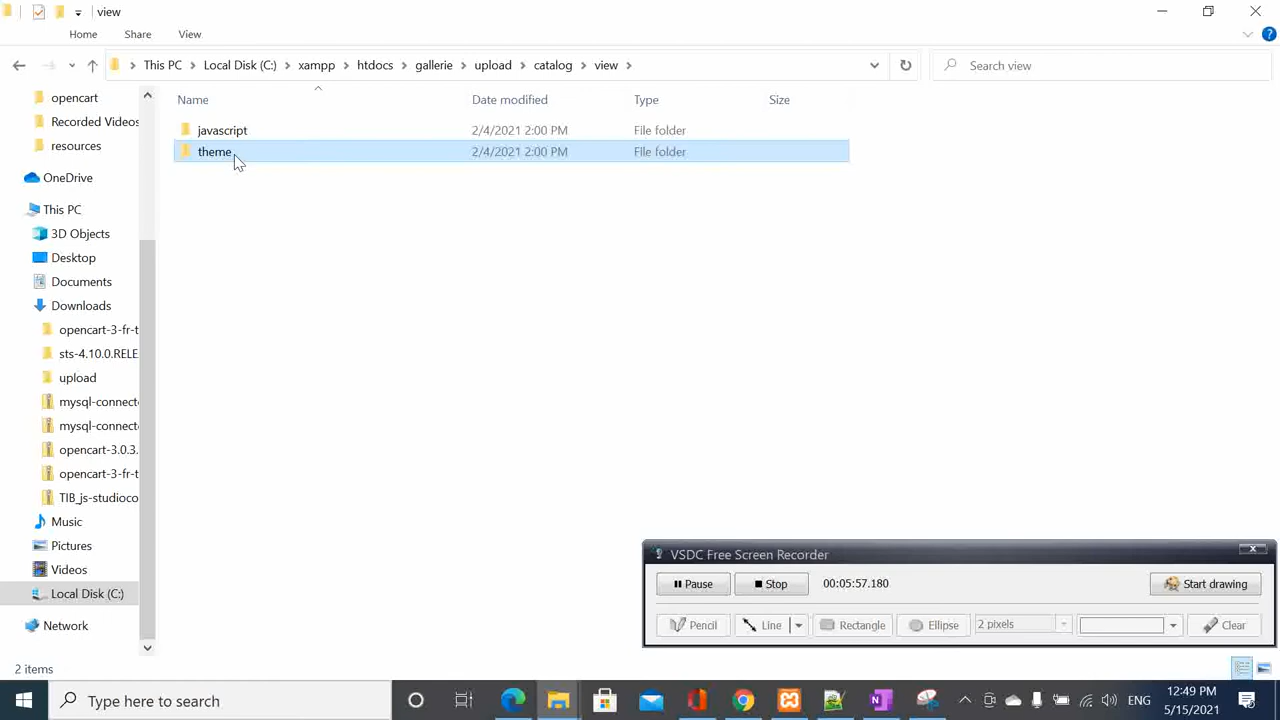 view
Home Share View
This PC Local Disk (C:) xampp htdocs gallerie upload catalog view
Search view
Name Date modified Type Size
javascript 2/4/2021 2:00 PM File folder
theme 2/4/2021 2:00 PM File folder
opencart
Recorded Videos
resources
OneDrive
This PC
3D Objects
Desktop
Documents
Downloads
opencart-3-fr-t
sts-4.10.0.RELE
upload
mysql-connect
mysql-connect
opencart-3.0.3.
opencart-3-fr-t
TIB_js-studioco
Music
Pictures
Videos
Local Disk (C:)
Network
2 items
VSDC Free Screen Recorder
Pause Stop 00:05:57.180 Start drawing
Pencil Line Rectangle Ellipse 2 pixels Clear
Type here to search
ENG
12:49 PM
5/15/2021